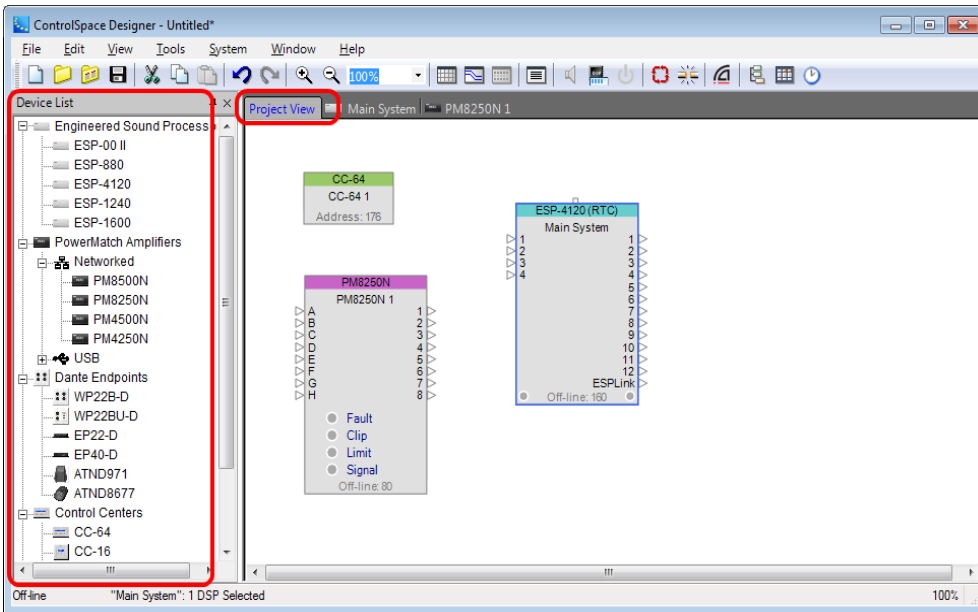 ControlSpace Designer - Untitled*
File Edit View Tools System Window Help
100%
Device List
Project View Main System PM8250N 1
Engineered Sound Processo
ESP-00 II
ESP-880
ESP-4120
ESP-1240
ESP-1600
PowerMatch Amplifiers
Networked
PM8500N
PM8250N
PM4500N
PM4250N
USB
Dante Endpoints
WP22B-D
WP22BU-D
EP22-D
EP40-D
ATND971
ATND8677
Control Centers
CC-64
CC-16
CC-64
CC-64 1
Address: 176
PM8250N
PM8250N 1
A 1
B 2
C 3
D 4
E 5
F 6
G 7
H 8
Fault
Clip
Limit
Signal
Off-line: 80
ESP-4120 (RTC)
Main System
1 1
2 2
3 3
4 4
5
6
7
8
9
10
11
12
ESPLink
Off-line: 160
Off-line "Main System": 1 DSP Selected 100%